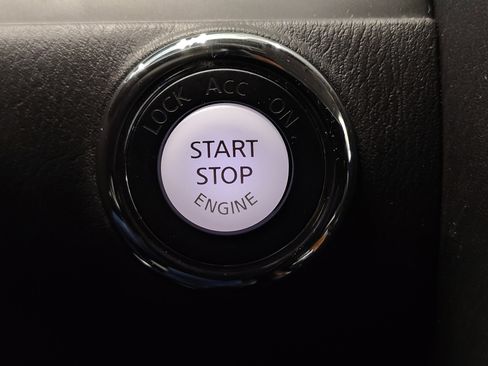 LOCK ACC ON
START
STOP
ENGINE